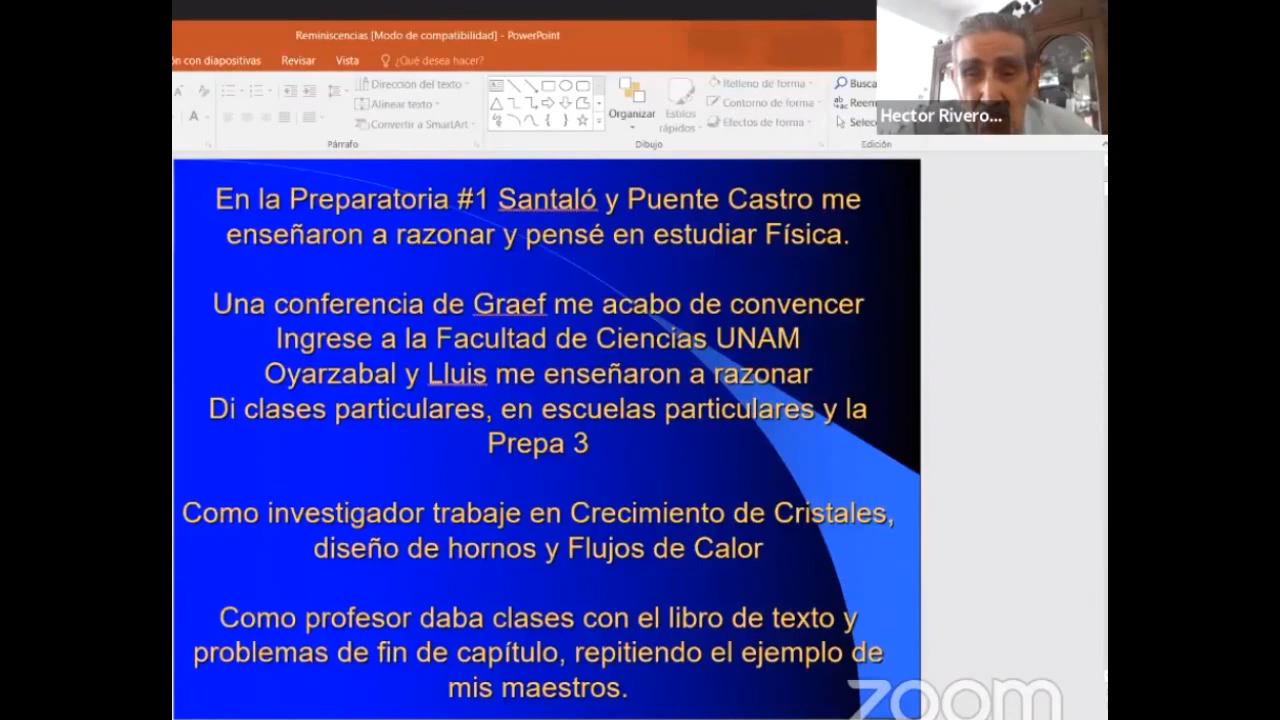 Reminiscencias [Modo de compatibilidad] - PowerPoint
ón con diapositivas Revisar Vista ¿Qué desea hacer?
Dirección del texto Relleno de forma Busca
Alinear texto Organizar Estilos Contorno de forma Reem
Convertir a SmartArt rápidos Efectos de forma Selec
Párrafo Dibujo Edición
Hector Rivero...
En la Preparatoria #1 Santaló y Puente Castro me
enseñaron a razonar y pensé en estudiar Física.
Una conferencia de Graef me acabo de convencer
Ingrese a la Facultad de Ciencias UNAM
Oyarzabal y Lluis me enseñaron a razonar
Di clases particulares, en escuelas particulares y la
Prepa 3
Como investigador trabaje en Crecimiento de Cristales,
diseño de hornos y Flujos de Calor
Como profesor daba clases con el libro de texto y
problemas de fin de capítulo, repitiendo el ejemplo de
mis maestros.
zoom